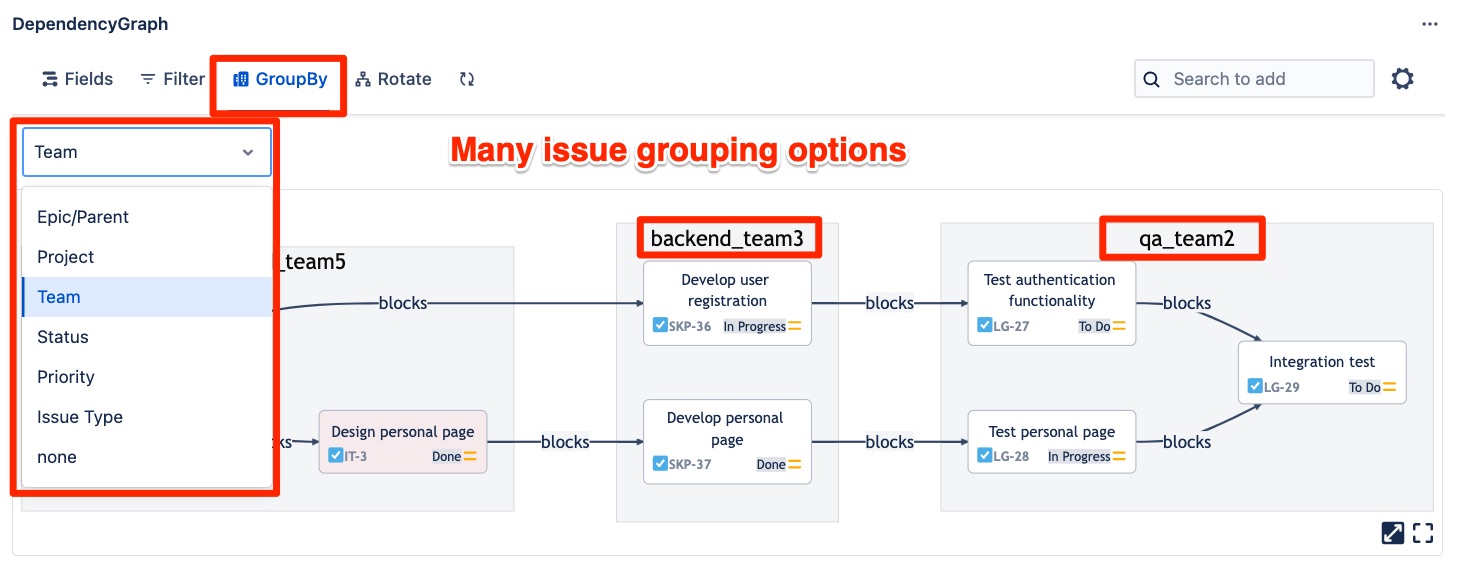 DependencyGraph
Fields Filter GroupBy Rotate Search to add
Team
Many issue grouping options
Epic/Parent
Project
Team
Status
Priority
Issue Type
none
_team5
blocks
blocks
Design personal page
IT-3 Done
backend_team3
Develop user
registration
SKP-36 In Progress
blocks
Develop personal
page
SKP-37 Done
blocks
qa_team2
Test authentication
functionality
LG-27 To Do
blocks
Integration test
LG-29 To Do
Test personal page
LG-28 In Progress
blocks